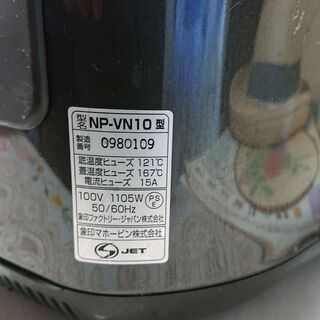 型名 NP-VN10 型
製造番号 0980109
底温度ヒューズ 121℃
蓋温度ヒューズ 167℃
電流ヒューズ 15A
100V 1105W PSE
50/60Hz
象印ファクトリー・ジャパン株式会社
象印マホービン株式会社
S JET